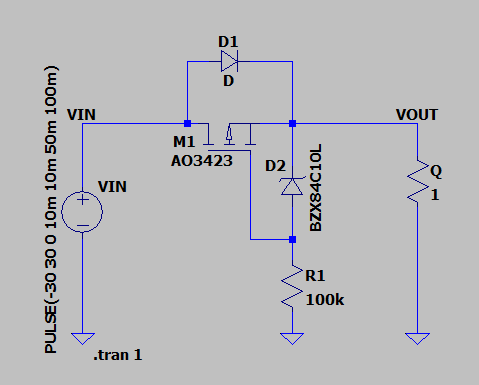 D1
D
VIN
VOUT
M1
AO3423
D2
BZX84C10L
Q
1
VIN
PULSE(-30 30 0 10m 10m 50m 100m)
R1
100k
.tran 1